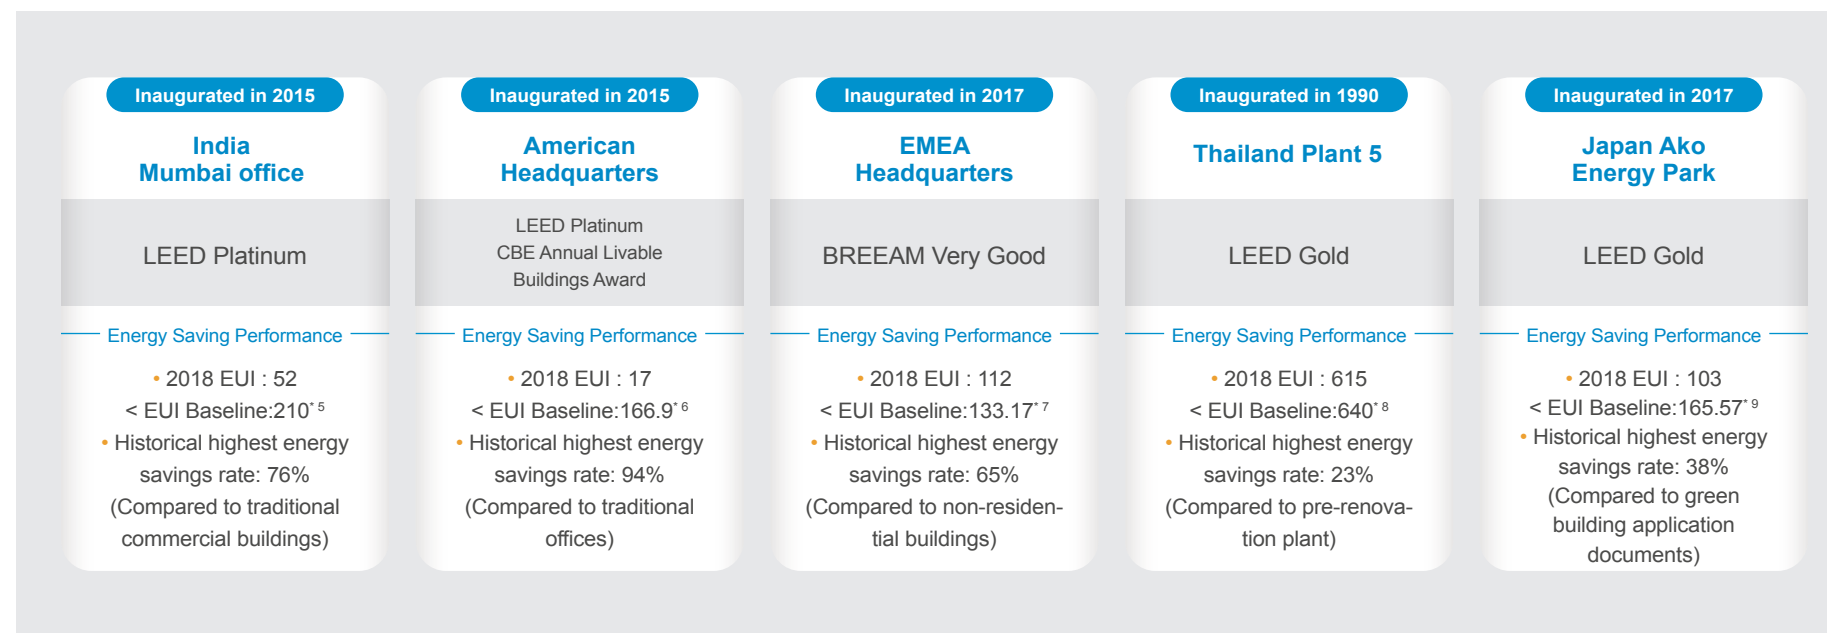 Inaugurated in 2015
India
Mumbai office
LEED Platinum
Energy Saving Performance
• 2018 EUI : 52
< EUI Baseline:210* 5
• Historical highest energy
savings rate: 76%
(Compared to traditional
commercial buildings)
Inaugurated in 2015
American
Headquarters
LEED Platinum
CBE Annual Livable
Buildings Award
Energy Saving Performance
• 2018 EUI : 17
< EUI Baseline:166.9* 6
• Historical highest energy
savings rate: 94%
(Compared to traditional
offices)
Inaugurated in 2017
EMEA
Headquarters
BREEAM Very Good
Energy Saving Performance
• 2018 EUI : 112
< EUI Baseline:133.17* 7
• Historical highest energy
savings rate: 65%
(Compared to non-residen-
tial buildings)
Inaugurated in 1990
Thailand Plant 5
LEED Gold
Energy Saving Performance
• 2018 EUI : 615
< EUI Baseline:640* 8
• Historical highest energy
savings rate: 23%
(Compared to pre-renova-
tion plant)
Inaugurated in 2017
Japan Ako
Energy Park
LEED Gold
Energy Saving Performance
• 2018 EUI : 103
< EUI Baseline:165.57* 9
• Historical highest energy
savings rate: 38%
(Compared to green
building application
documents)